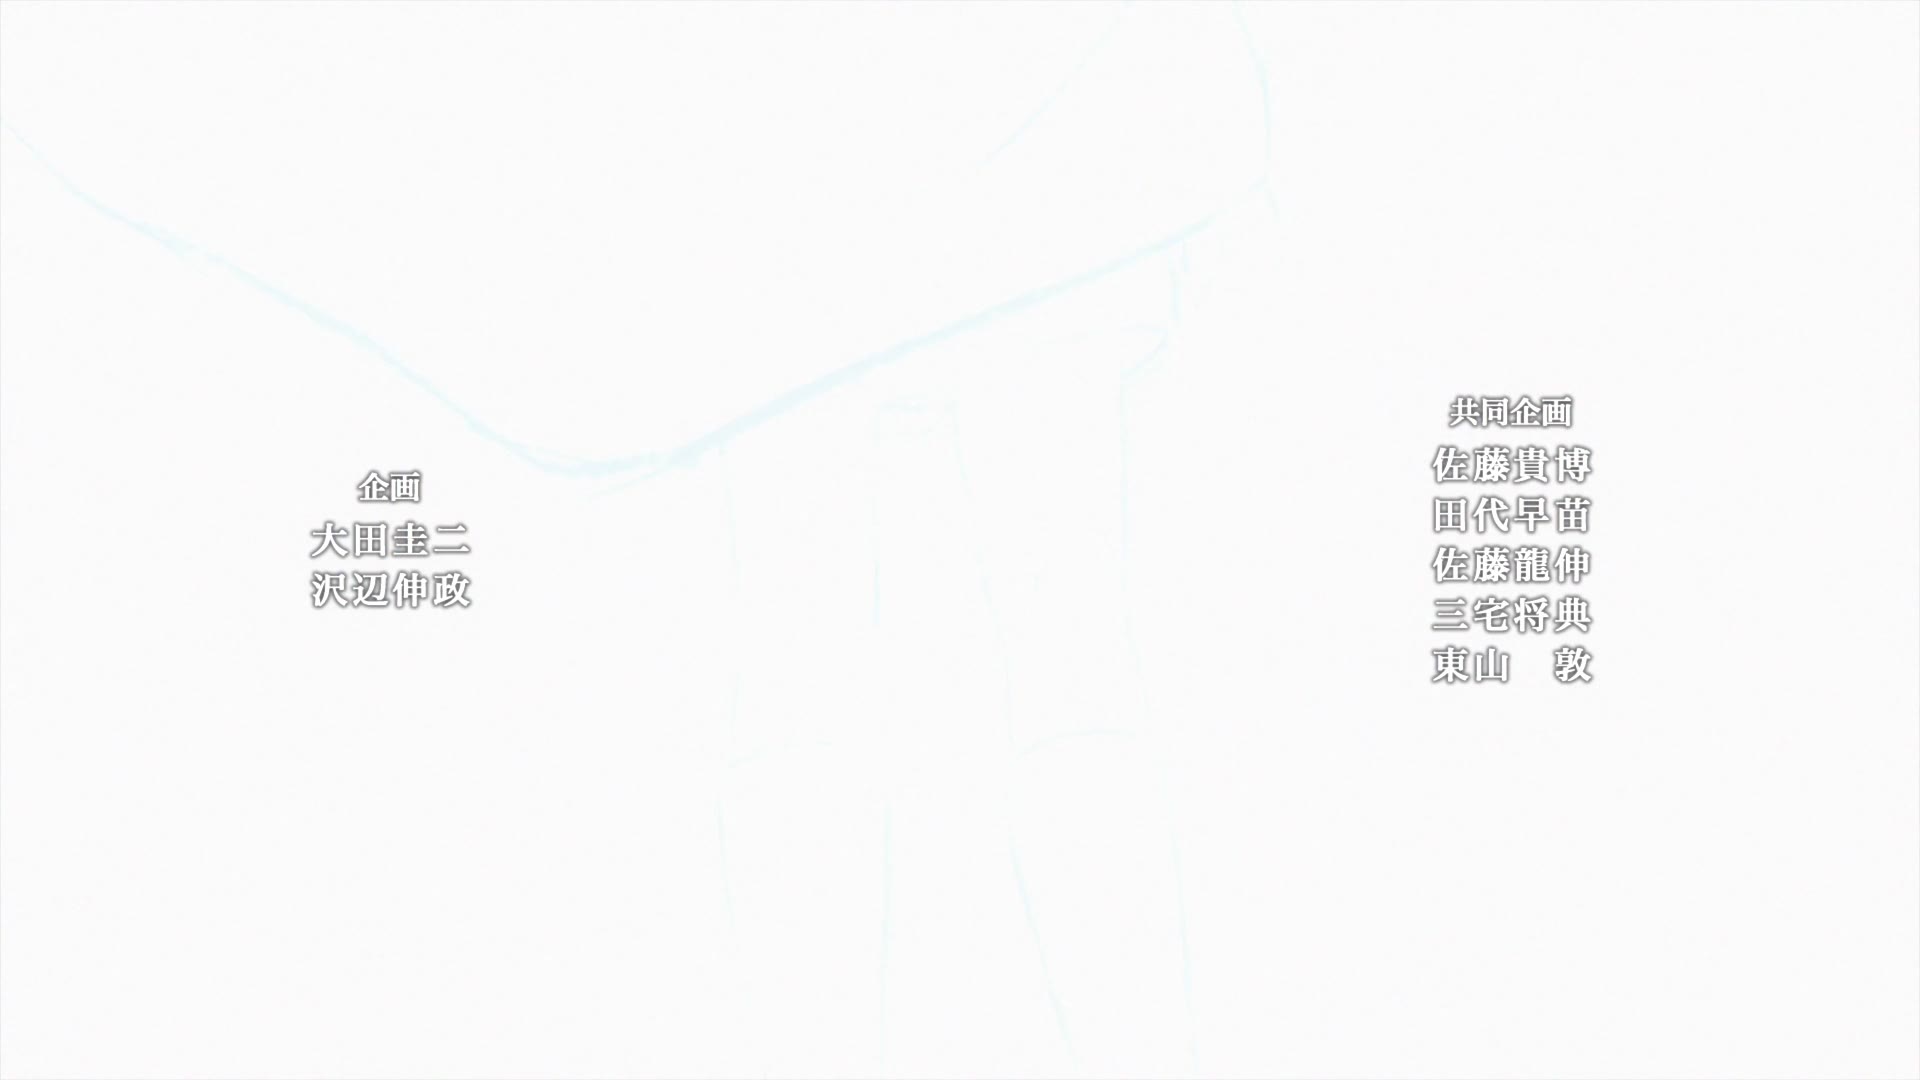 企画
大田圭二
沢辺伸政
共同企画
佐藤貴博
田代早苗
佐藤龍伸
三宅将典
東山　敦